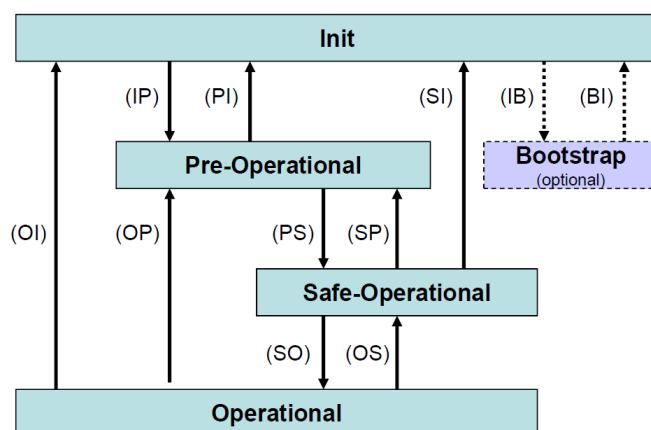 Init
(IP)
(PI)
(SI)
(IB)
(BI)
Pre-Operational
Bootstrap
(optional)
(OI)
(OP)
(PS)
(SP)
Safe-Operational
(SO)
(OS)
Operational